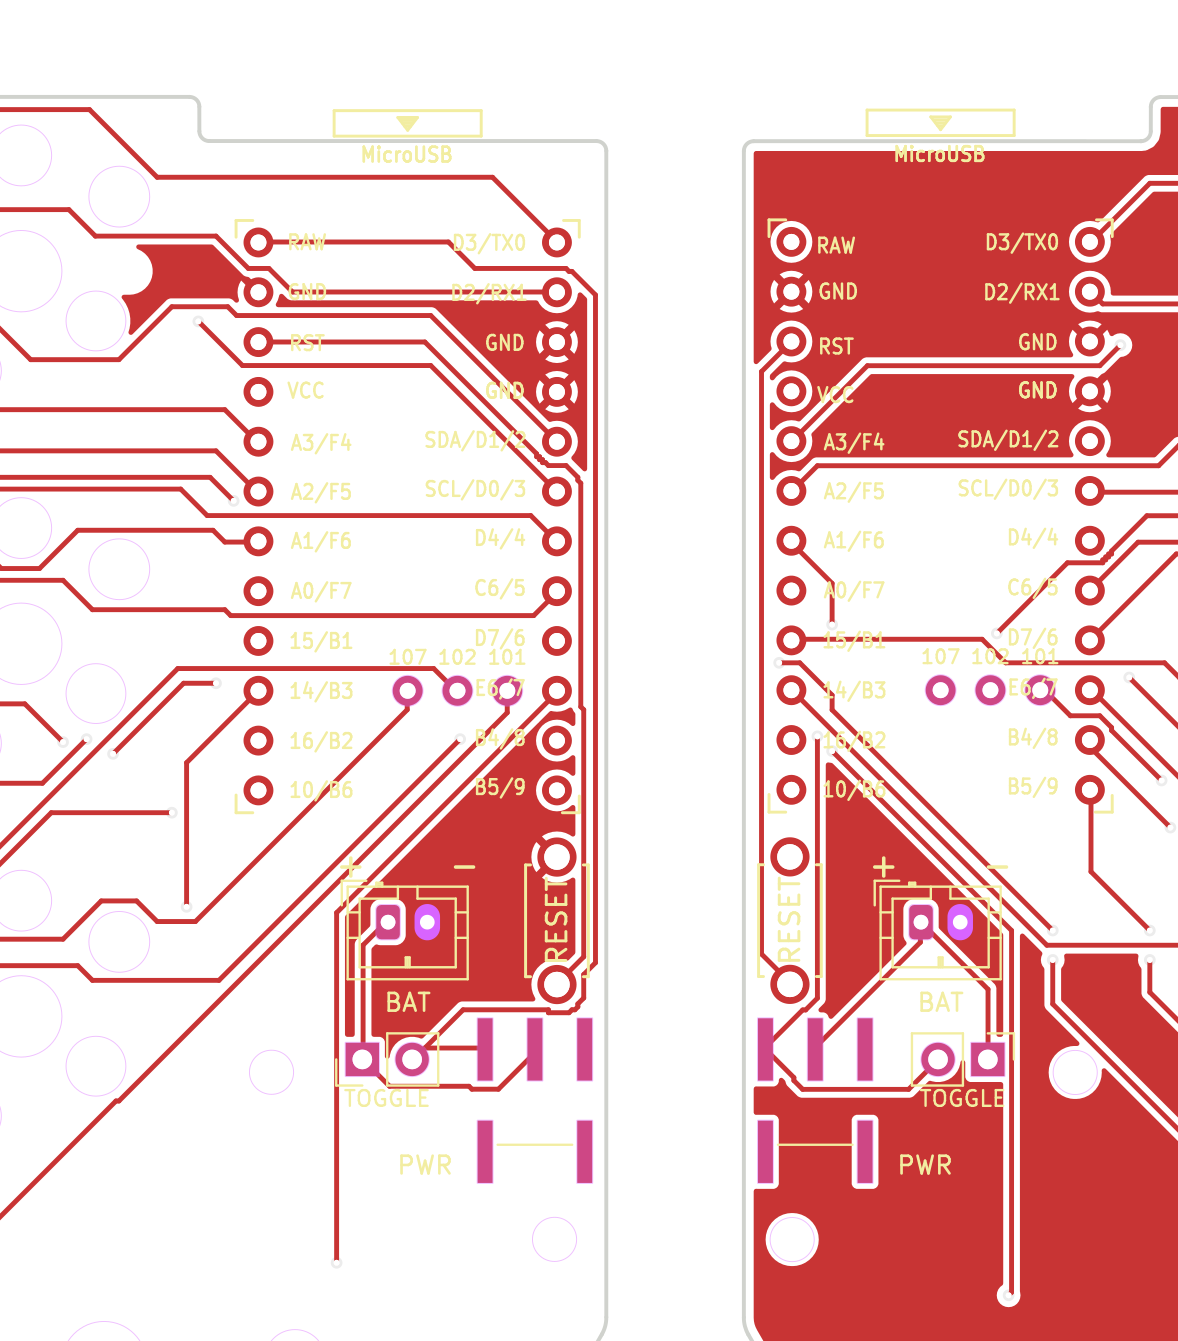 MicroUSB
RAW D3/TX0
GND D2/RX1
RST GND
VCC GND
A3/F4 SDA/D1/2
A2/F5 SCL/D0/3
A1/F6 D4/4
A0/F7 C6/5
15/B1 D7/6
107 102 101
14/B3 E6/7
16/B2 B4/8
10/B6 B5/9
+ −
RESET
BAT
TOGGLE
PWR
MicroUSB
RAW D3/TX0
GND D2/RX1
RST GND
VCC GND
A3/F4 SDA/D1/2
A2/F5 SCL/D0/3
A1/F6 D4/4
A0/F7 C6/5
15/B1 D7/6
107 102 101
14/B3 E6/7
16/B2 B4/8
10/B6 B5/9
+ −
RESET
BAT
TOGGLE
PWR